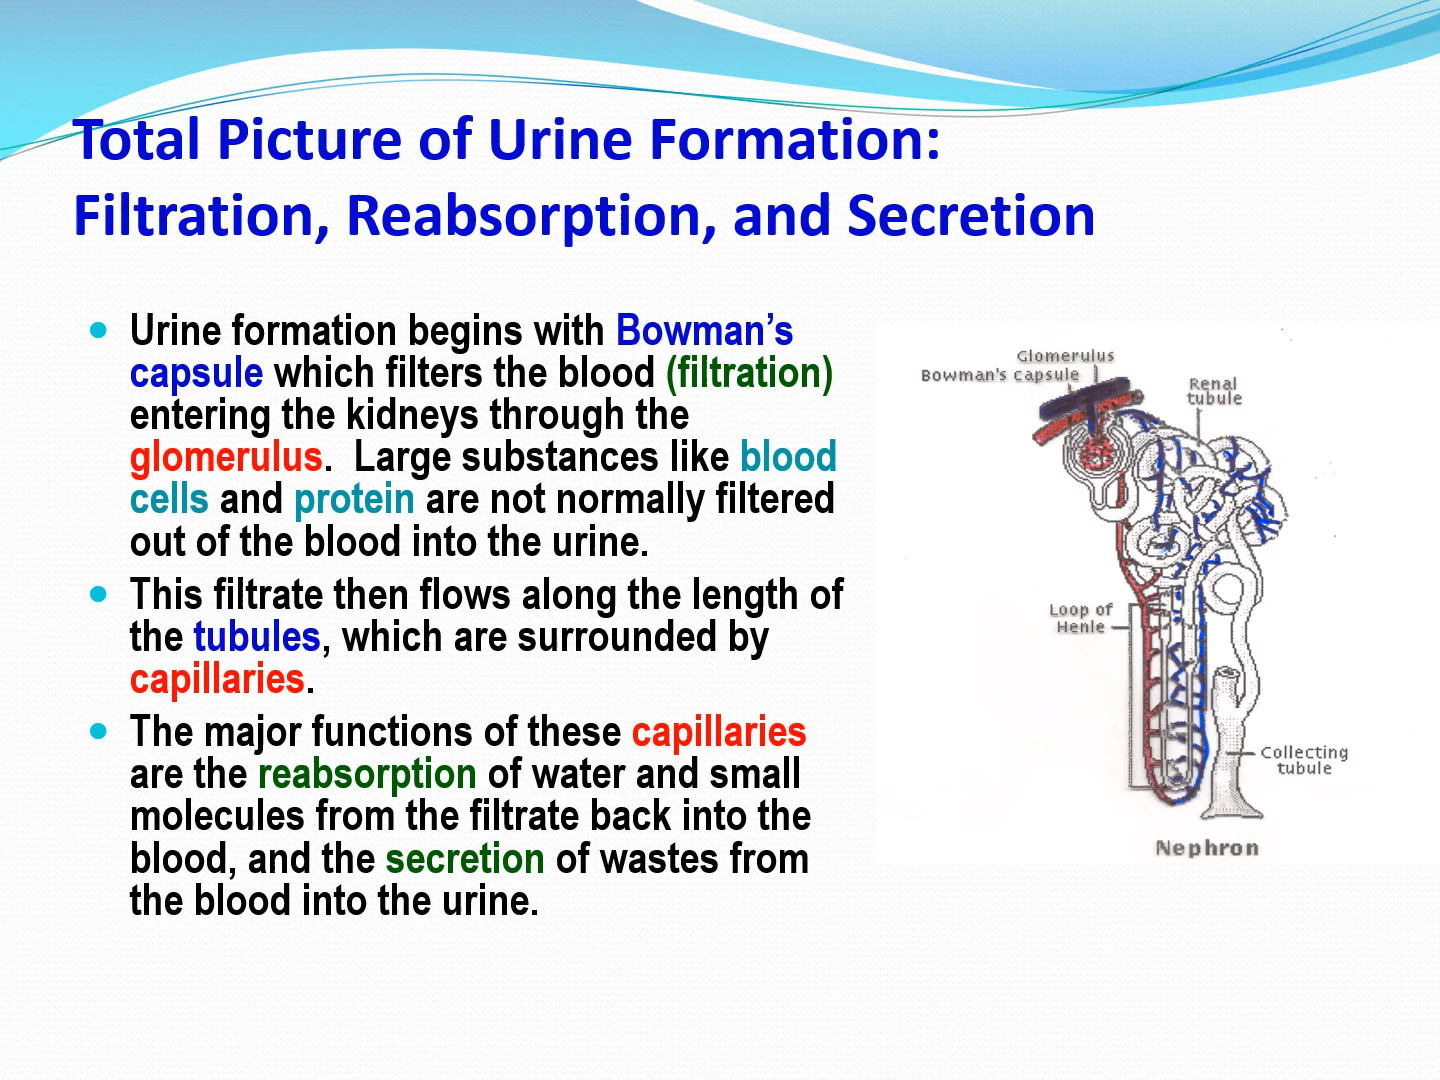 Total Picture of Urine Formation:
Filtration, Reabsorption, and Secretion
Urine formation begins with Bowman’s
capsule which filters the blood (filtration)
entering the kidneys through the
glomerulus.  Large substances like blood
cells and protein are not normally filtered
out of the blood into the urine.
This filtrate then flows along the length of
the tubules, which are surrounded by
capillaries.
The major functions of these capillaries
are the reabsorption of water and small
molecules from the filtrate back into the
blood, and the secretion of wastes from
the blood into the urine.
Glomerulus
Bowman's capsule
Renal
tubule
Loop of
Henle
Collecting
tubule
Nephron